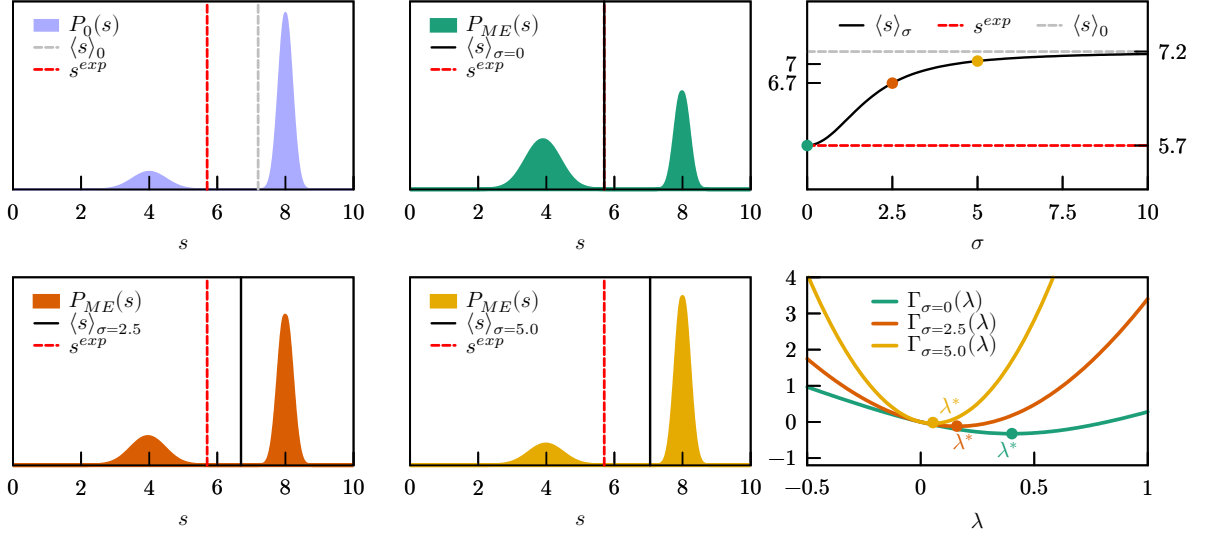 P_0(s)
⟨s⟩_0
s^{exp}
0 2 4 6 8 10
s
P_{ME}(s)
⟨s⟩_{σ=0}
s^{exp}
0 2 4 6 8 10
s
⟨s⟩_σ s^{exp} ⟨s⟩_0
7.2
7
6.7
5.7
0 2.5 5 7.5 10
σ
P_{ME}(s)
⟨s⟩_{σ=2.5}
s^{exp}
0 2 4 6 8 10
s
P_{ME}(s)
⟨s⟩_{σ=5.0}
s^{exp}
0 2 4 6 8 10
s
4
Γ_{σ=0}(λ)
3
Γ_{σ=2.5}(λ)
Γ_{σ=5.0}(λ)
2
1
λ*
0
λ*
λ*
−1
−0.5 0 0.5 1
λ